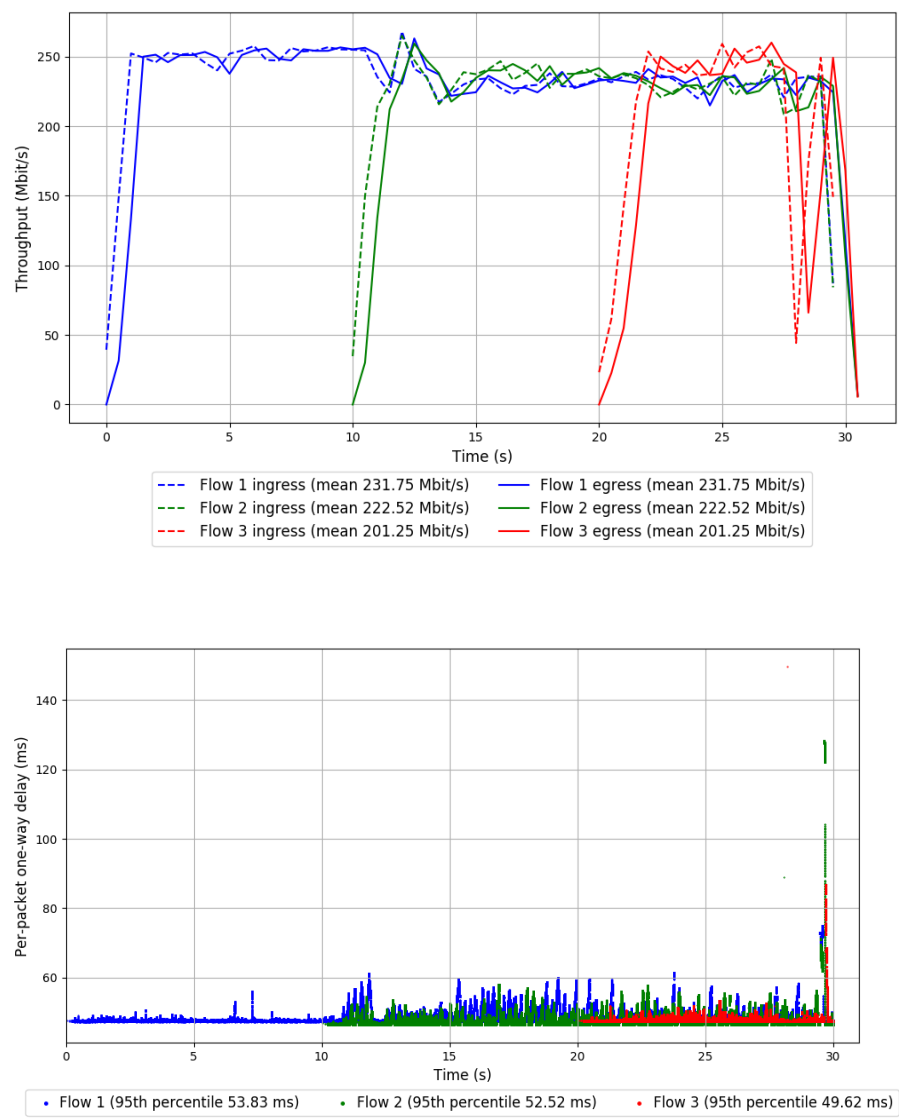 250
200
150
100
50
0
Throughput (Mbit/s)
0 5 10 15 20 25 30
Time (s)
Flow 1 ingress (mean 231.75 Mbit/s) Flow 1 egress (mean 231.75 Mbit/s)
Flow 2 ingress (mean 222.52 Mbit/s) Flow 2 egress (mean 222.52 Mbit/s)
Flow 3 ingress (mean 201.25 Mbit/s) Flow 3 egress (mean 201.25 Mbit/s)
140
120
100
80
60
Per-packet one-way delay (ms)
0 5 10 15 20 25 30
Time (s)
Flow 1 (95th percentile 53.83 ms) Flow 2 (95th percentile 52.52 ms) Flow 3 (95th percentile 49.62 ms)